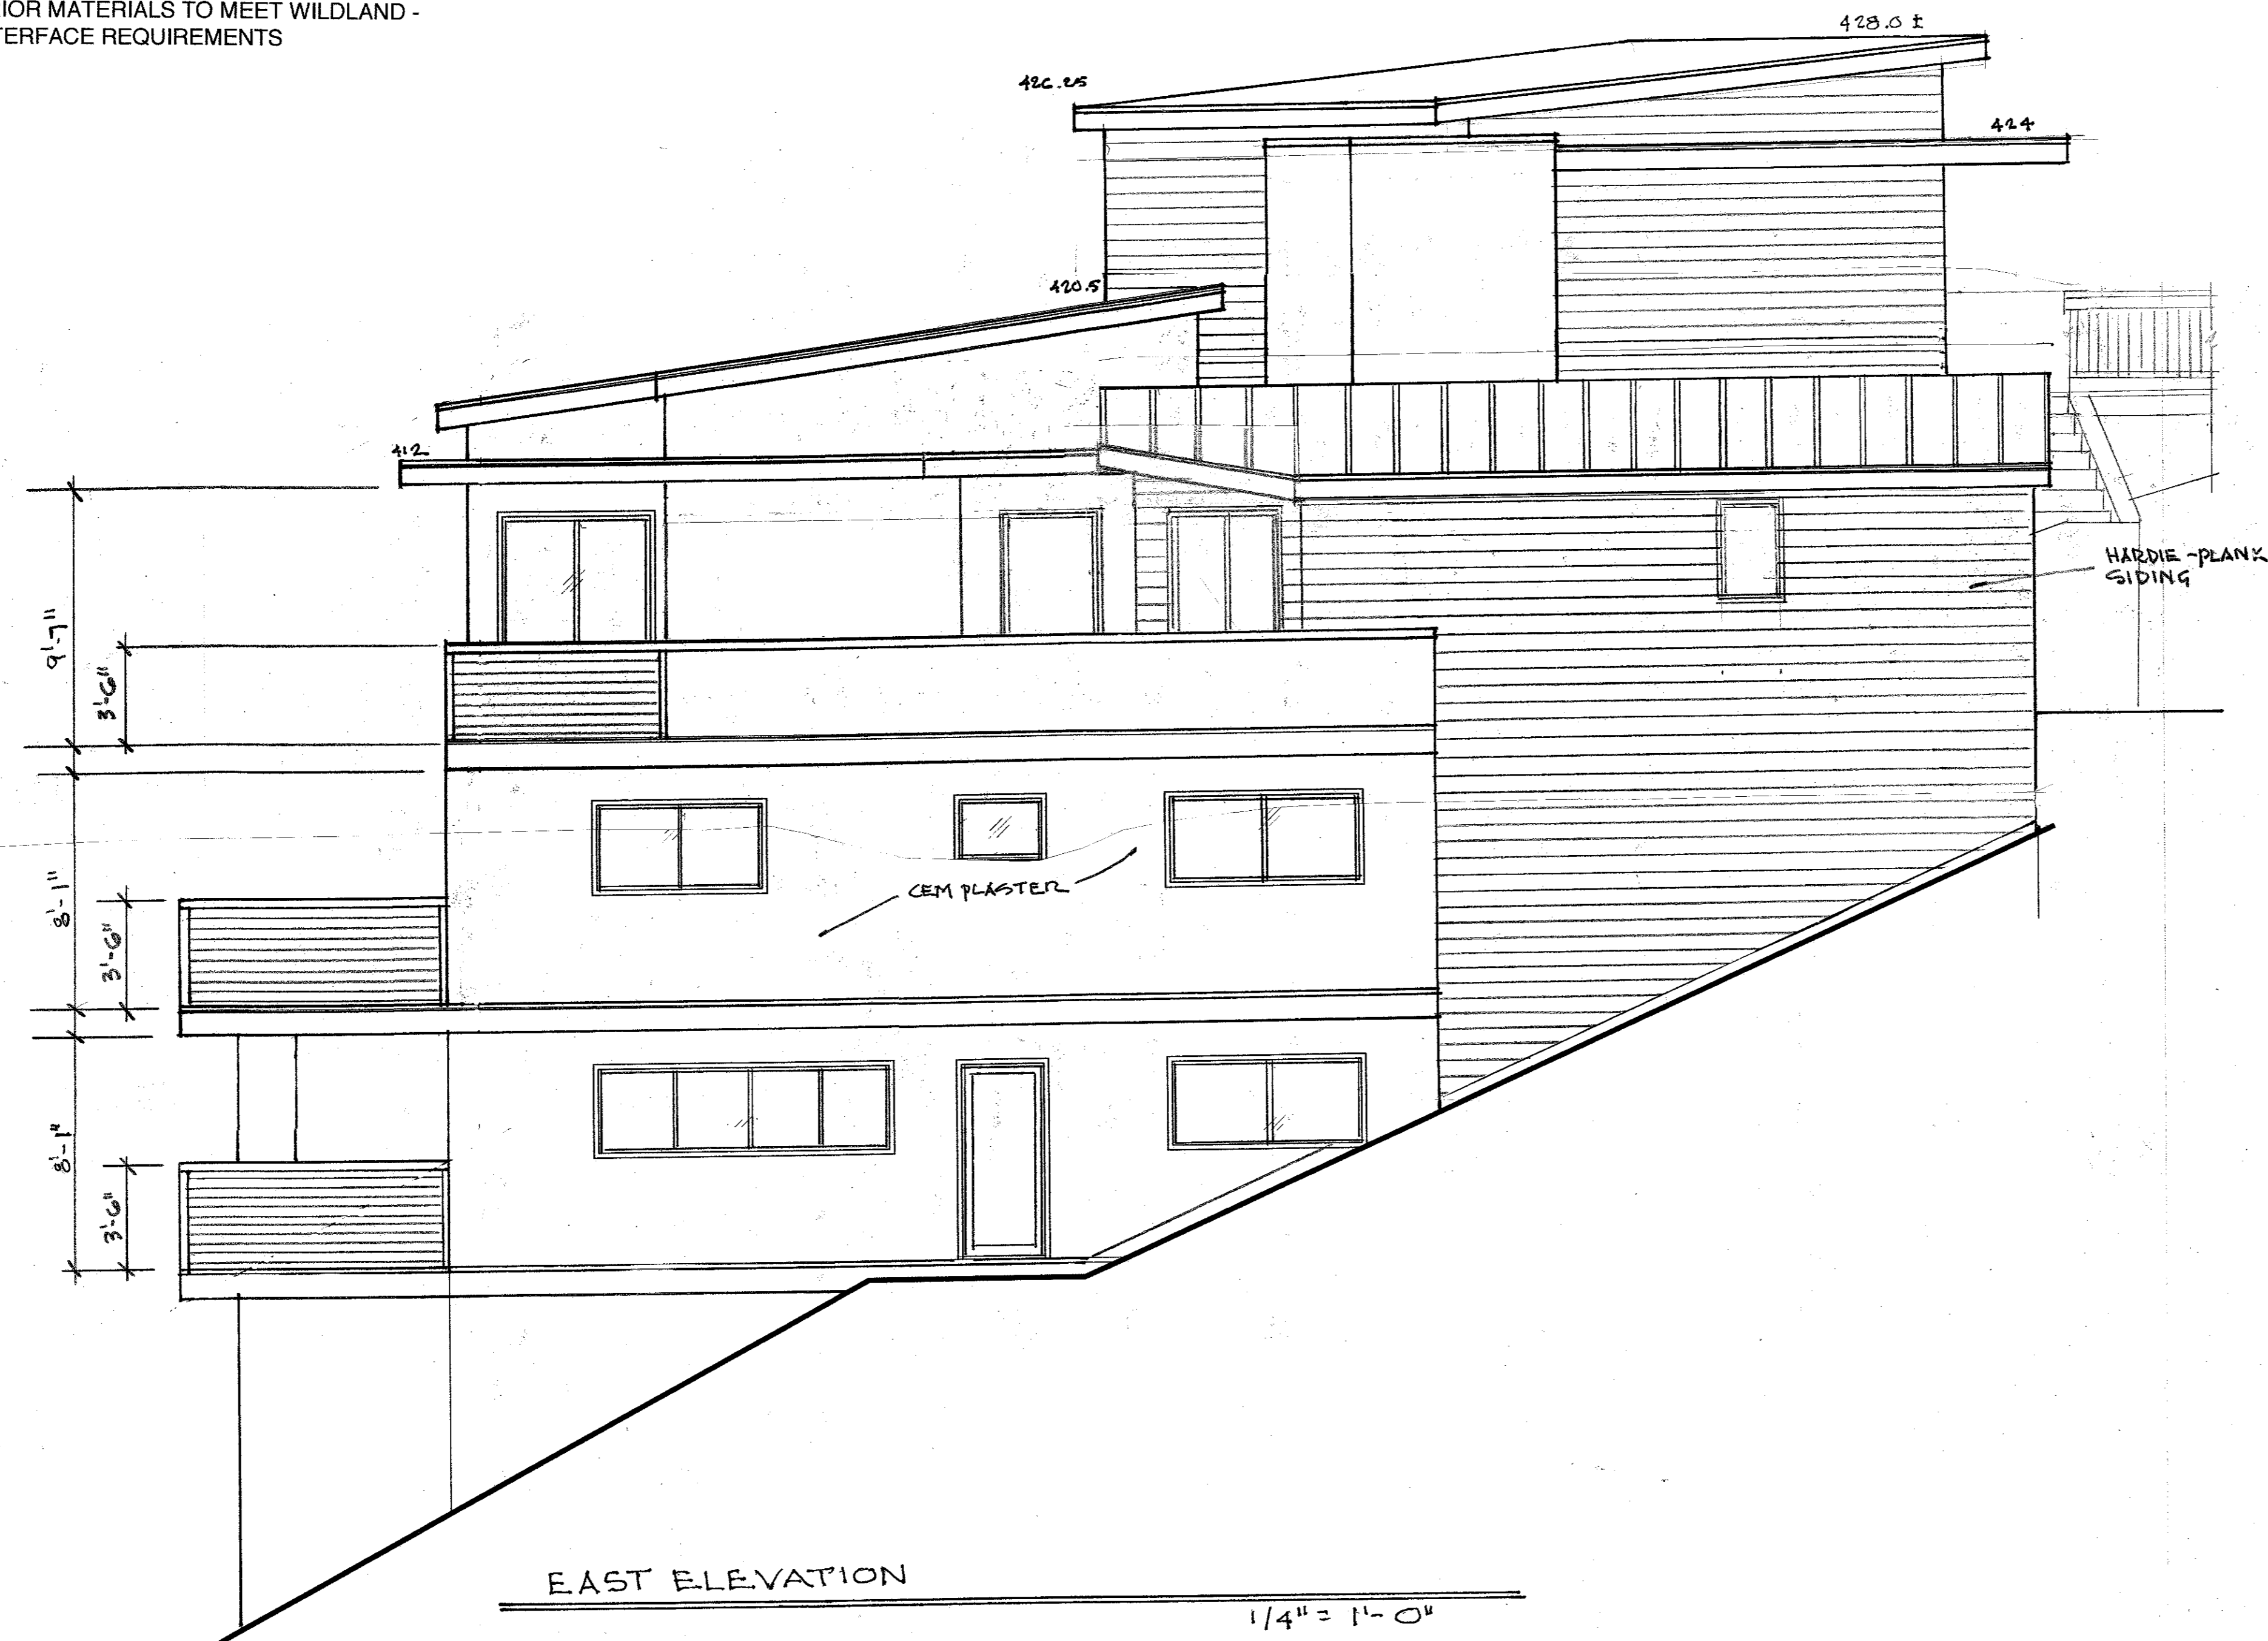 IOR MATERIALS TO MEET WILDLAND -
TERFACE REQUIREMENTS
428.0 ±
426.25
424
420.5
412
HARDIE-PLANK
SIDING
9'-7"
3'-6"
CEM PLASTER
8'-1"
3'-6"
8'-1"
3'-6"
EAST ELEVATION
1/4" = 1'-0"